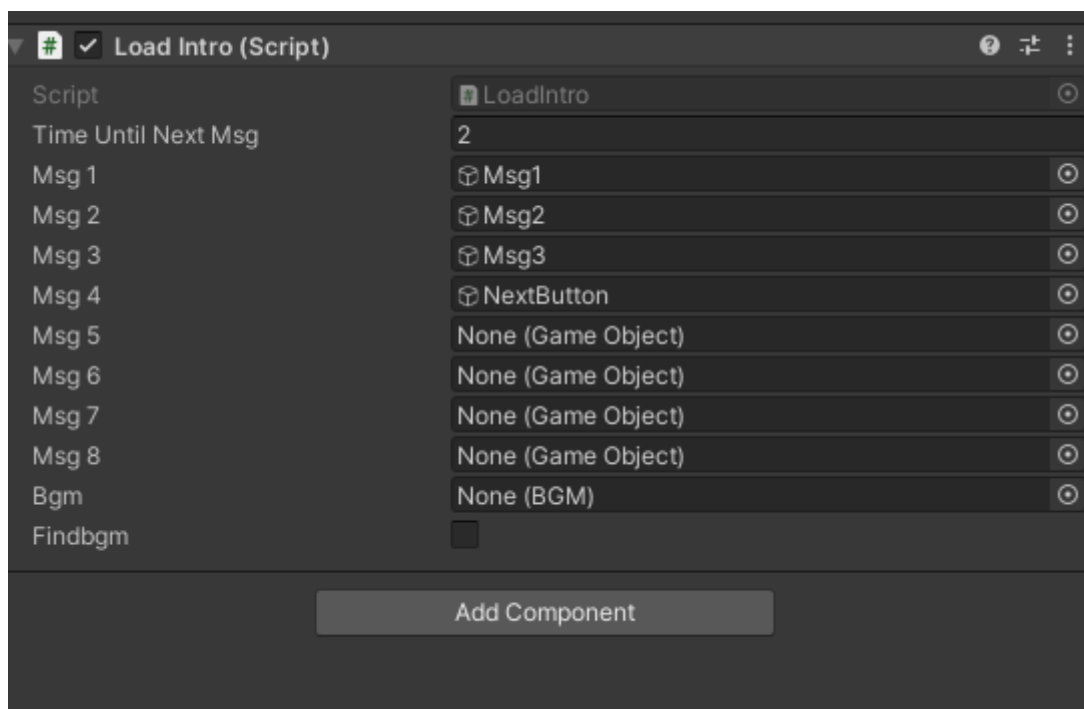 # Load Intro (Script)
Script LoadIntro
Time Until Next Msg 2
Msg 1 Msg1
Msg 2 Msg2
Msg 3 Msg3
Msg 4 NextButton
Msg 5 None (Game Object)
Msg 6 None (Game Object)
Msg 7 None (Game Object)
Msg 8 None (Game Object)
Bgm None (BGM)
Findbgm
Add Component